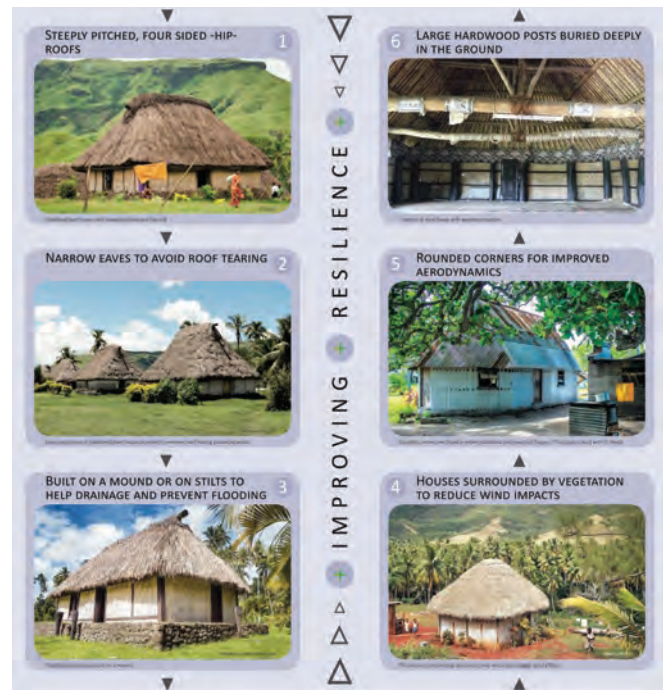 STEEPLY PITCHED, FOUR SIDED -HIP-
ROOFS
1
NARROW EAVES TO AVOID ROOF TEARING
2
BUILT ON A MOUND OR ON STILTS TO
HELP DRAINAGE AND PREVENT FLOODING
3
IMPROVING + RESILIENCE
6
LARGE HARDWOOD POSTS BURIED DEEPLY
IN THE GROUND
5
ROUNDED CORNERS FOR IMPROVED
AERODYNAMICS
4
HOUSES SURROUNDED BY VEGETATION
TO REDUCE WIND IMPACTS